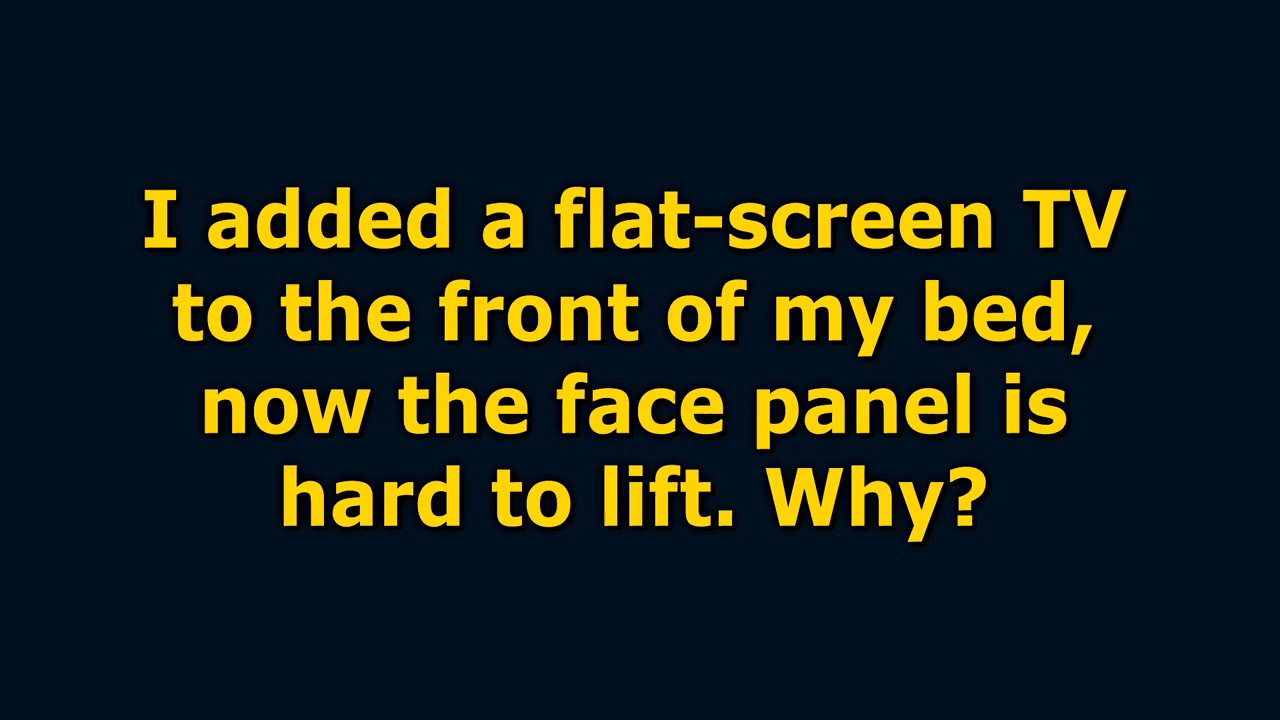 I added a flat-screen TV
to the front of my bed,
now the face panel is
hard to lift. Why?